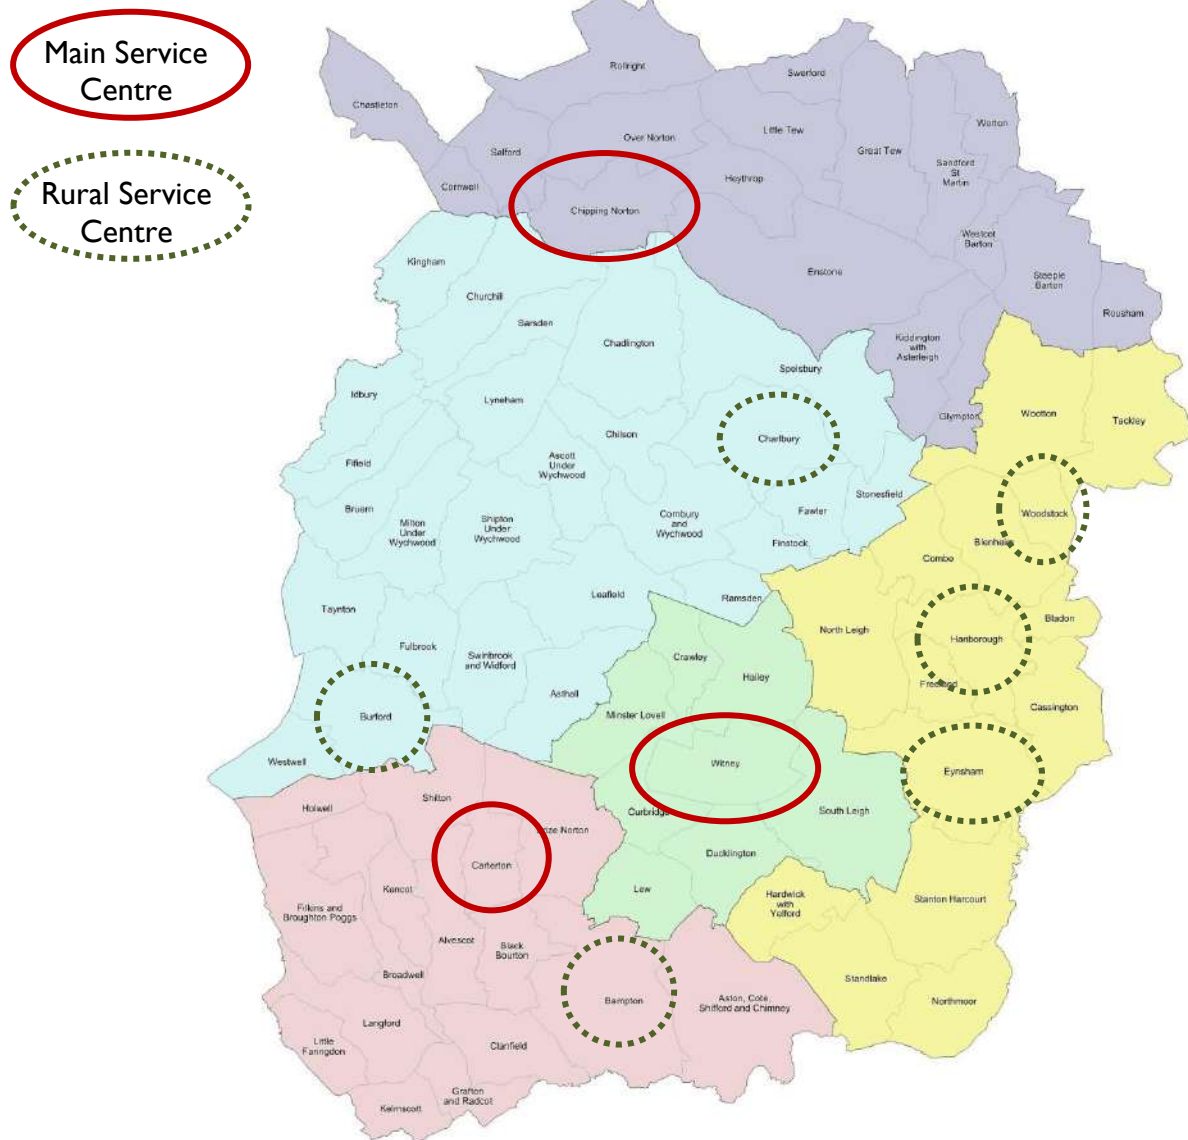 Main Service
Centre
Rural Service
Centre
Rollright
Swerford
Chastleton
Worton
Little Tew
Over Norton
Great Tew
Salford
Sandford
St
Martin
Heythrop
Cornwell
Chipping Norton
Westcot
Barton
Kingham
Enstone
Steeple
Barton
Churchill
Rousham
Sarsden
Chadlington
Kiddington
with
Asterleigh
Spelsbury
Idbury
Lyneham
Glympton
Wootton
Tackley
Chilson
Charlbury
Fifield
Ascott
Under
Wychwood
Stonesfield
Bruern
Milton
Under
Wychwood
Shipton
Under
Wychwood
Cornbury
and
Wychwood
Fawler
Woodstock
Finstock
Blenheim
Combe
Leafield
Ramsden
Taynton
Bladon
North Leigh
Hanborough
Fulbrook
Swinbrook
and Widford
Crawley
Hailey
Freeland
Asthall
Cassington
Burford
Minster Lovell
Westwell
Witney
Eynsham
Shilton
Holwell
Curbridge
South Leigh
Brize Norton
Ducklington
Carterton
Kencot
Lew
Hardwick
with
Yelford
Stanton Harcourt
Filkins and
Broughton Poggs
Alvescot
Black
Bourton
Broadwell
Standlake
Bampton
Aston, Cote,
Shifford and Chimney
Northmoor
Langford
Little
Faringdon
Clanfield
Grafton
and Radcot
Kelmscott